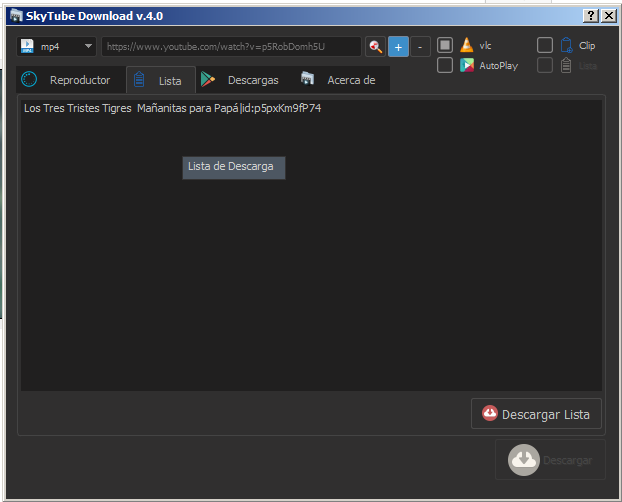 SkyTube Download v.4.0
mp4
https://www.youtube.com/watch?v=p5RobDomh5U
+
-
vlc
Clip
AutoPlay
Lista
Reproductor
Lista
Descargas
Acerca de
Los Tres Tristes Tigres  Mañanitas para Papá|id:p5pxKm9fP74
Lista de Descarga
Descargar Lista
Descargar